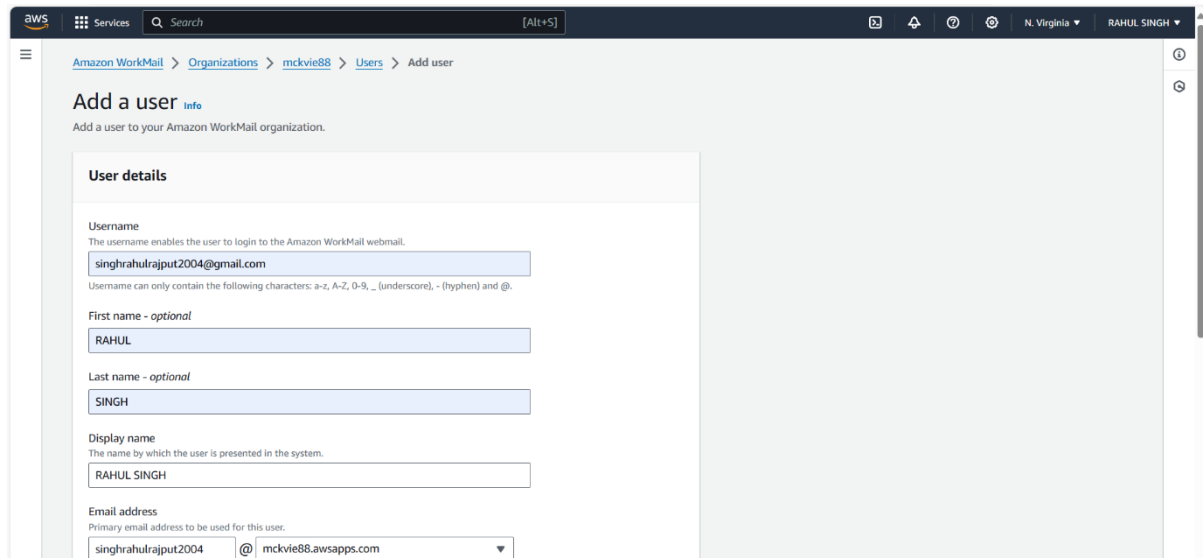 aws Services Search [Alt+S] N. Virginia ▼ RAHUL SINGH ▼
Amazon WorkMail > Organizations > mckvie88 > Users > Add user
Add a user Info
Add a user to your Amazon WorkMail organization.
User details
Username
The username enables the user to login to the Amazon WorkMail webmail.
singhrahulrajput2004@gmail.com
Username can only contain the following characters: a-z, A-Z, 0-9, _ (underscore), - (hyphen) and @.
First name - optional
RAHUL
Last name - optional
SINGH
Display name
The name by which the user is presented in the system.
RAHUL SINGH
Email address
Primary email address to be used for this user.
singhrahulrajput2004 @ mckvie88.awsapps.com ▼